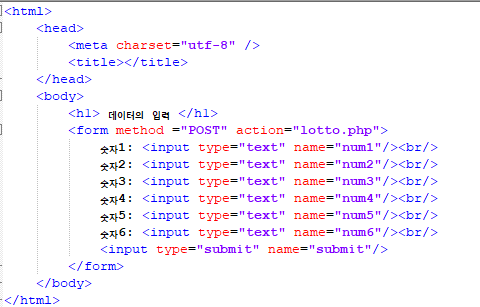 <html>
<head>
<meta charset="utf-8" />
<title></title>
</head>
<body>
<h1> 데이터의 입력 </h1>
<form method ="POST" action="lotto.php">
숫자1: <input type="text" name="num1"/><br/>
숫자2: <input type="text" name="num2"/><br/>
숫자3: <input type="text" name="num3"/><br/>
숫자4: <input type="text" name="num4"/><br/>
숫자5: <input type="text" name="num5"/><br/>
숫자6: <input type="text" name="num6"/><br/>
<input type="submit" name="submit"/>
</form>
</body>
</html>